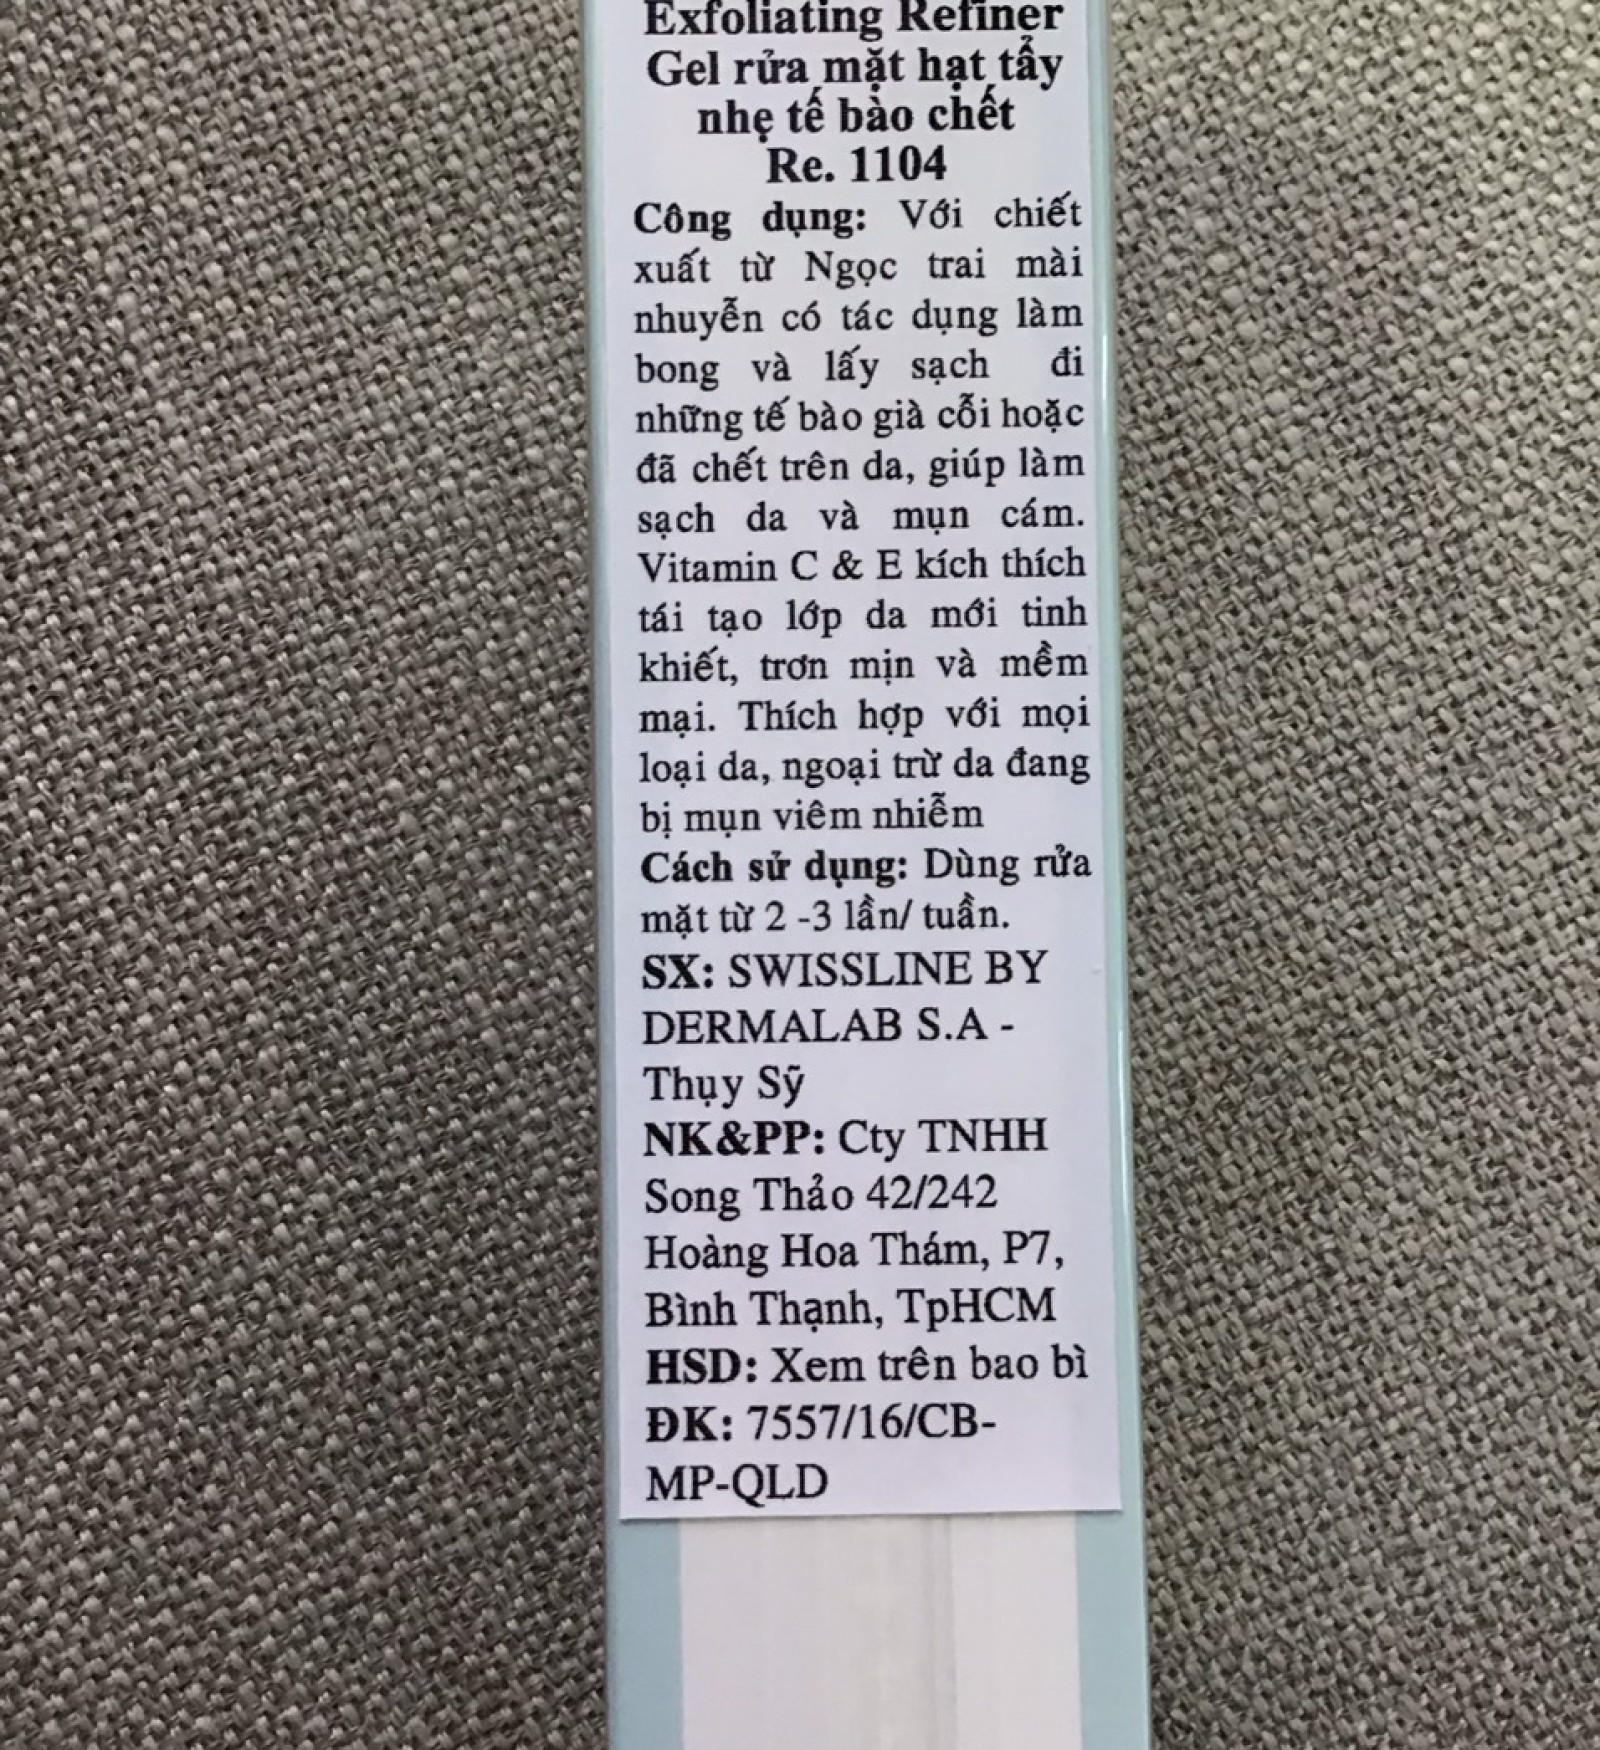 Exfoliating Refiner
Gel rửa mặt hạt tẩy
nhẹ tế bào chết
Re. 1104
Công dụng: Với chiết
xuất từ Ngọc trai mài
nhuyễn có tác dụng làm
bong và lấy sạch đi
những tế bào già cỗi hoặc
đã chết trên da, giúp làm
sạch da và mụn cám.
Vitamin C & E kích thích
tái tạo lớp da mới tinh
khiết, trơn mịn và mềm
mại. Thích hợp với mọi
loại da, ngoại trừ da đang
bị mụn viêm nhiễm
Cách sử dụng: Dùng rửa
mặt từ 2 -3 lần/ tuần.
SX: SWISSLINE BY
DERMALAB S.A -
Thụy Sỹ
NK&PP: Cty TNHH
Song Thảo 42/242
Hoàng Hoa Thám, P7,
Bình Thạnh, TpHCM
HSD: Xem trên bao bì
ĐK: 7557/16/CB-
MP-QLD